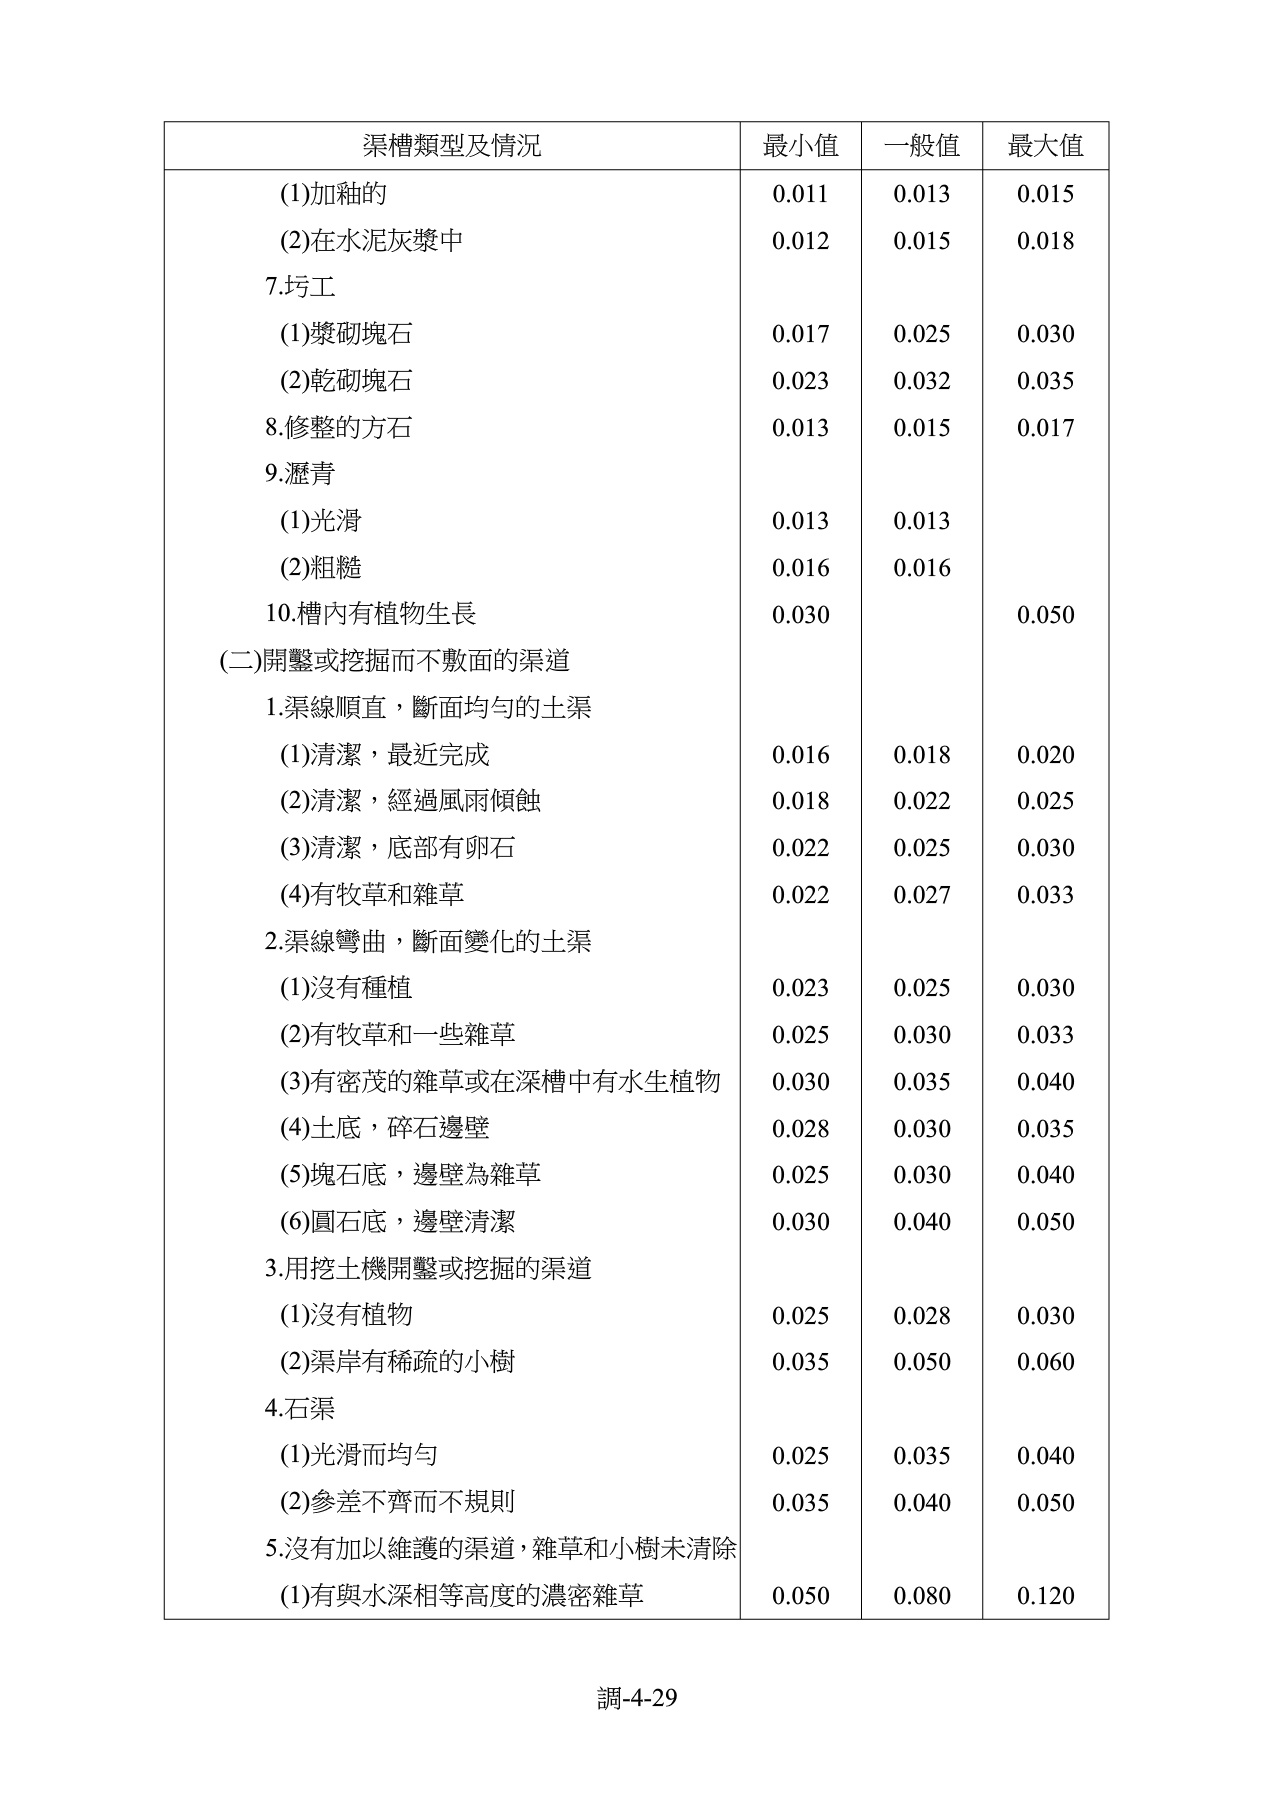 渠槽類型及情況 最小值 一般值 最大值
(1)加釉的 0.011 0.013 0.015
(2)在水泥灰漿中 0.012 0.015 0.018
7.圬工
(1)漿砌塊石 0.017 0.025 0.030
(2)乾砌塊石 0.023 0.032 0.035
8.修整的方石 0.013 0.015 0.017
9.瀝青
(1)光滑 0.013 0.013
(2)粗糙 0.016 0.016
10.槽內有植物生長 0.030 0.050
(二)開鑿或挖掘而不敷面的渠道
1.渠線順直，斷面均勻的土渠
(1)清潔，最近完成 0.016 0.018 0.020
(2)清潔，經過風雨傾蝕 0.018 0.022 0.025
(3)清潔，底部有卵石 0.022 0.025 0.030
(4)有牧草和雜草 0.022 0.027 0.033
2.渠線彎曲，斷面變化的土渠
(1)沒有種植 0.023 0.025 0.030
(2)有牧草和一些雜草 0.025 0.030 0.033
(3)有密茂的雜草或在深槽中有水生植物 0.030 0.035 0.040
(4)土底，碎石邊壁 0.028 0.030 0.035
(5)塊石底，邊壁為雜草 0.025 0.030 0.040
(6)圓石底，邊壁清潔 0.030 0.040 0.050
3.用挖土機開鑿或挖掘的渠道
(1)沒有植物 0.025 0.028 0.030
(2)渠岸有稀疏的小樹 0.035 0.050 0.060
4.石渠
(1)光滑而均勻 0.025 0.035 0.040
(2)參差不齊而不規則 0.035 0.040 0.050
5.沒有加以維護的渠道，雜草和小樹未清除
(1)有與水深相等高度的濃密雜草 0.050 0.080 0.120
調-4-29